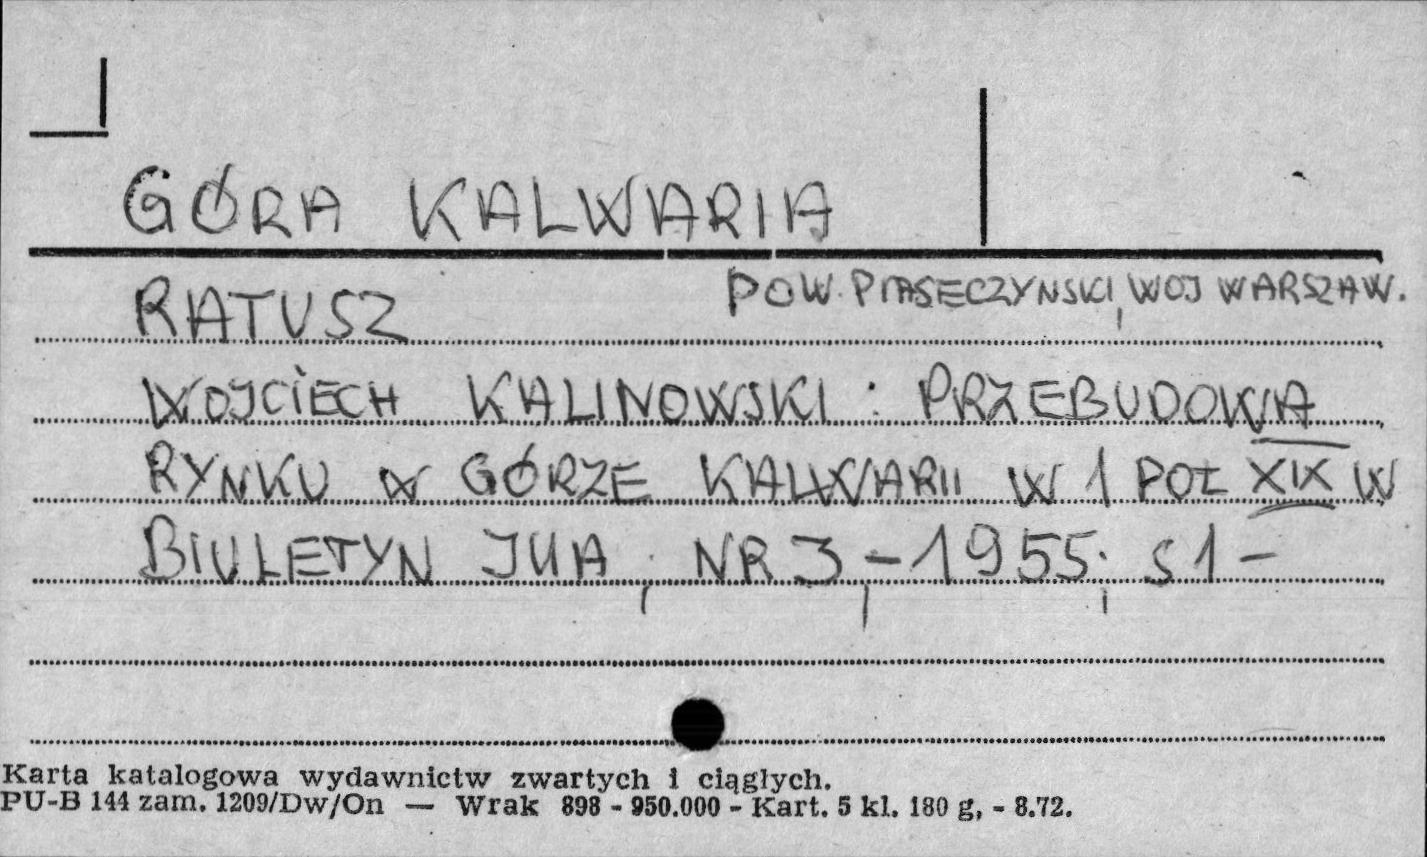 GÓRA KALWARIA
RATUSZ POW. PIASECZYNSKI, WOJ WARSZAW.
WOJCIECH KALINOWSKI : PRZEBUDOWA
RYNKU W GÓRZE KALWARII W 1 POŁ XIX W
BIULETYN IUA, NR 3 - 1955, S 1 -
Karta katalogowa wydawnictw zwartych i ciągłych.
PU-B 144 zam. 1209/Dw/On — Wrak 898 - 950.000 - Kart. 5 kl. 180 g, - 8.72.